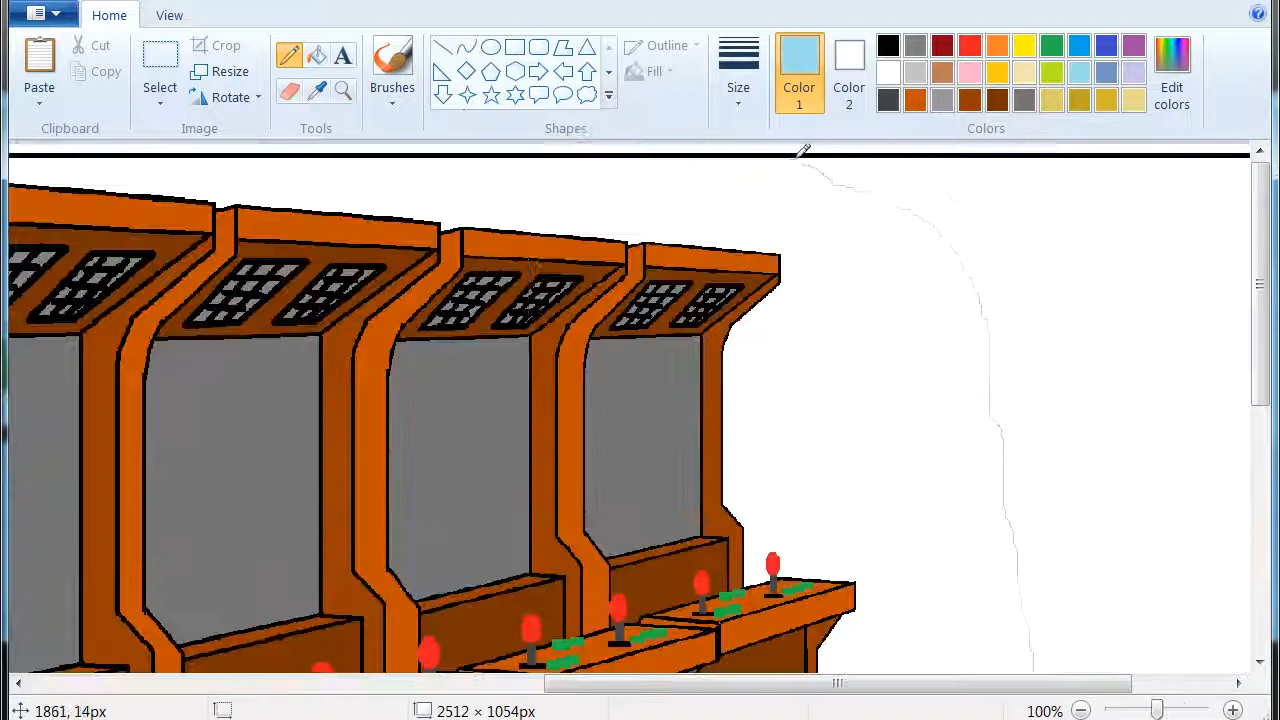 Home View
Paste
Cut
Copy
Clipboard
Select
Crop
Resize
Rotate
Image
A
Tools
Brushes
Outline
Fill
Shapes
Size
Color 1
Color 2
Edit colors
Colors
1861, 14px
2512 × 1054px
100%